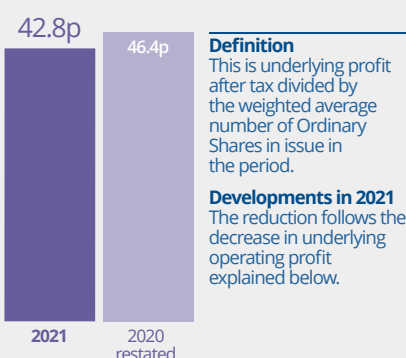 42.8p
46.4p
2021
2020
restated
Definition
This is underlying profit
after tax divided by
the weighted average
number of Ordinary
Shares in issue in
the period.
Developments in 2021
The reduction follows the
decrease in underlying
operating profit
explained below.